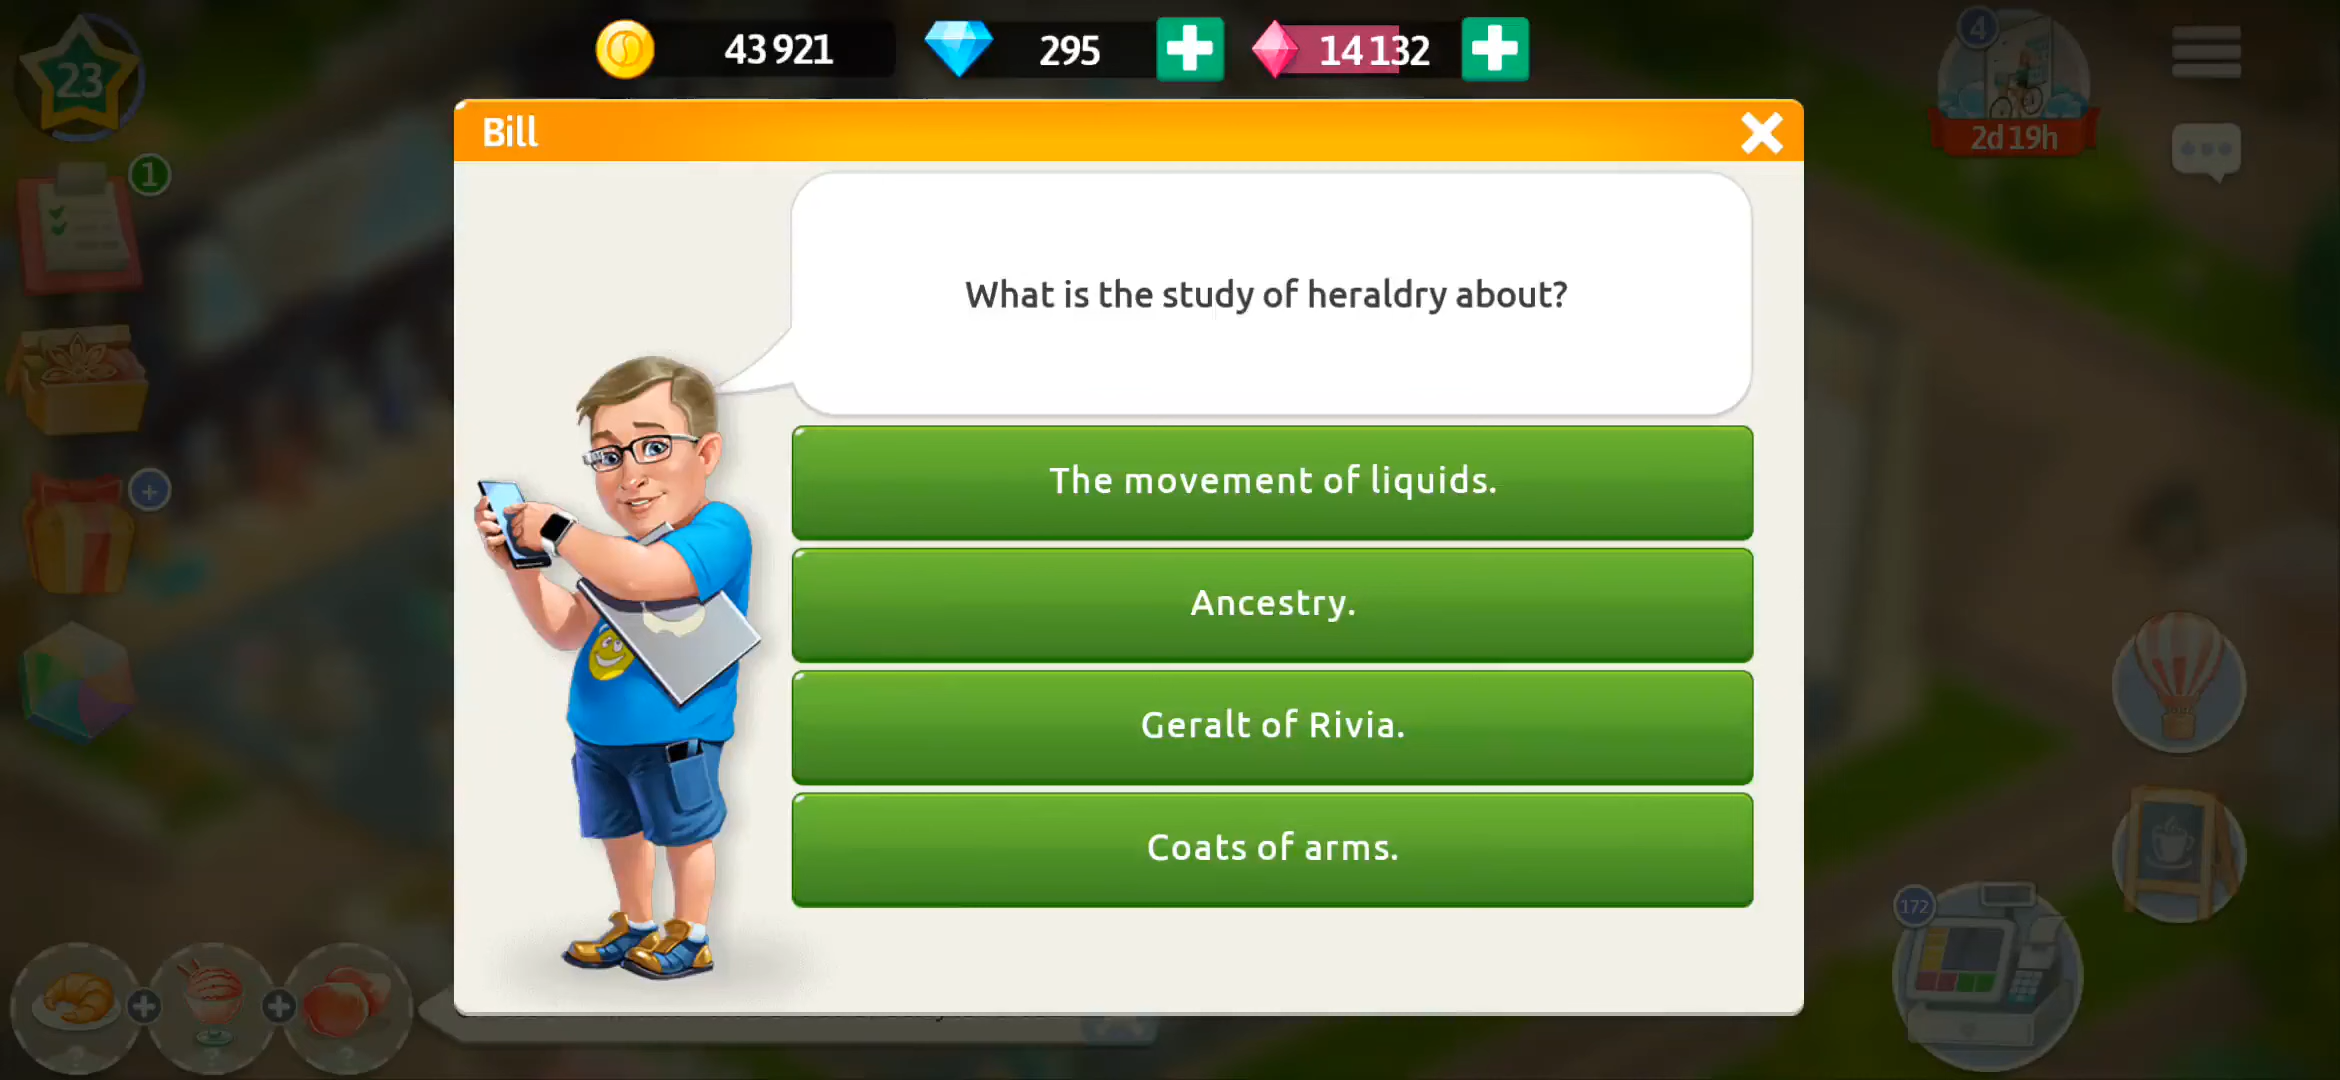 23
43 921
295
14 132
4
2d 19h
1
Bill
What is the study of heraldry about?
The movement of liquids.
Ancestry.
Geralt of Rivia.
Coats of arms.
172